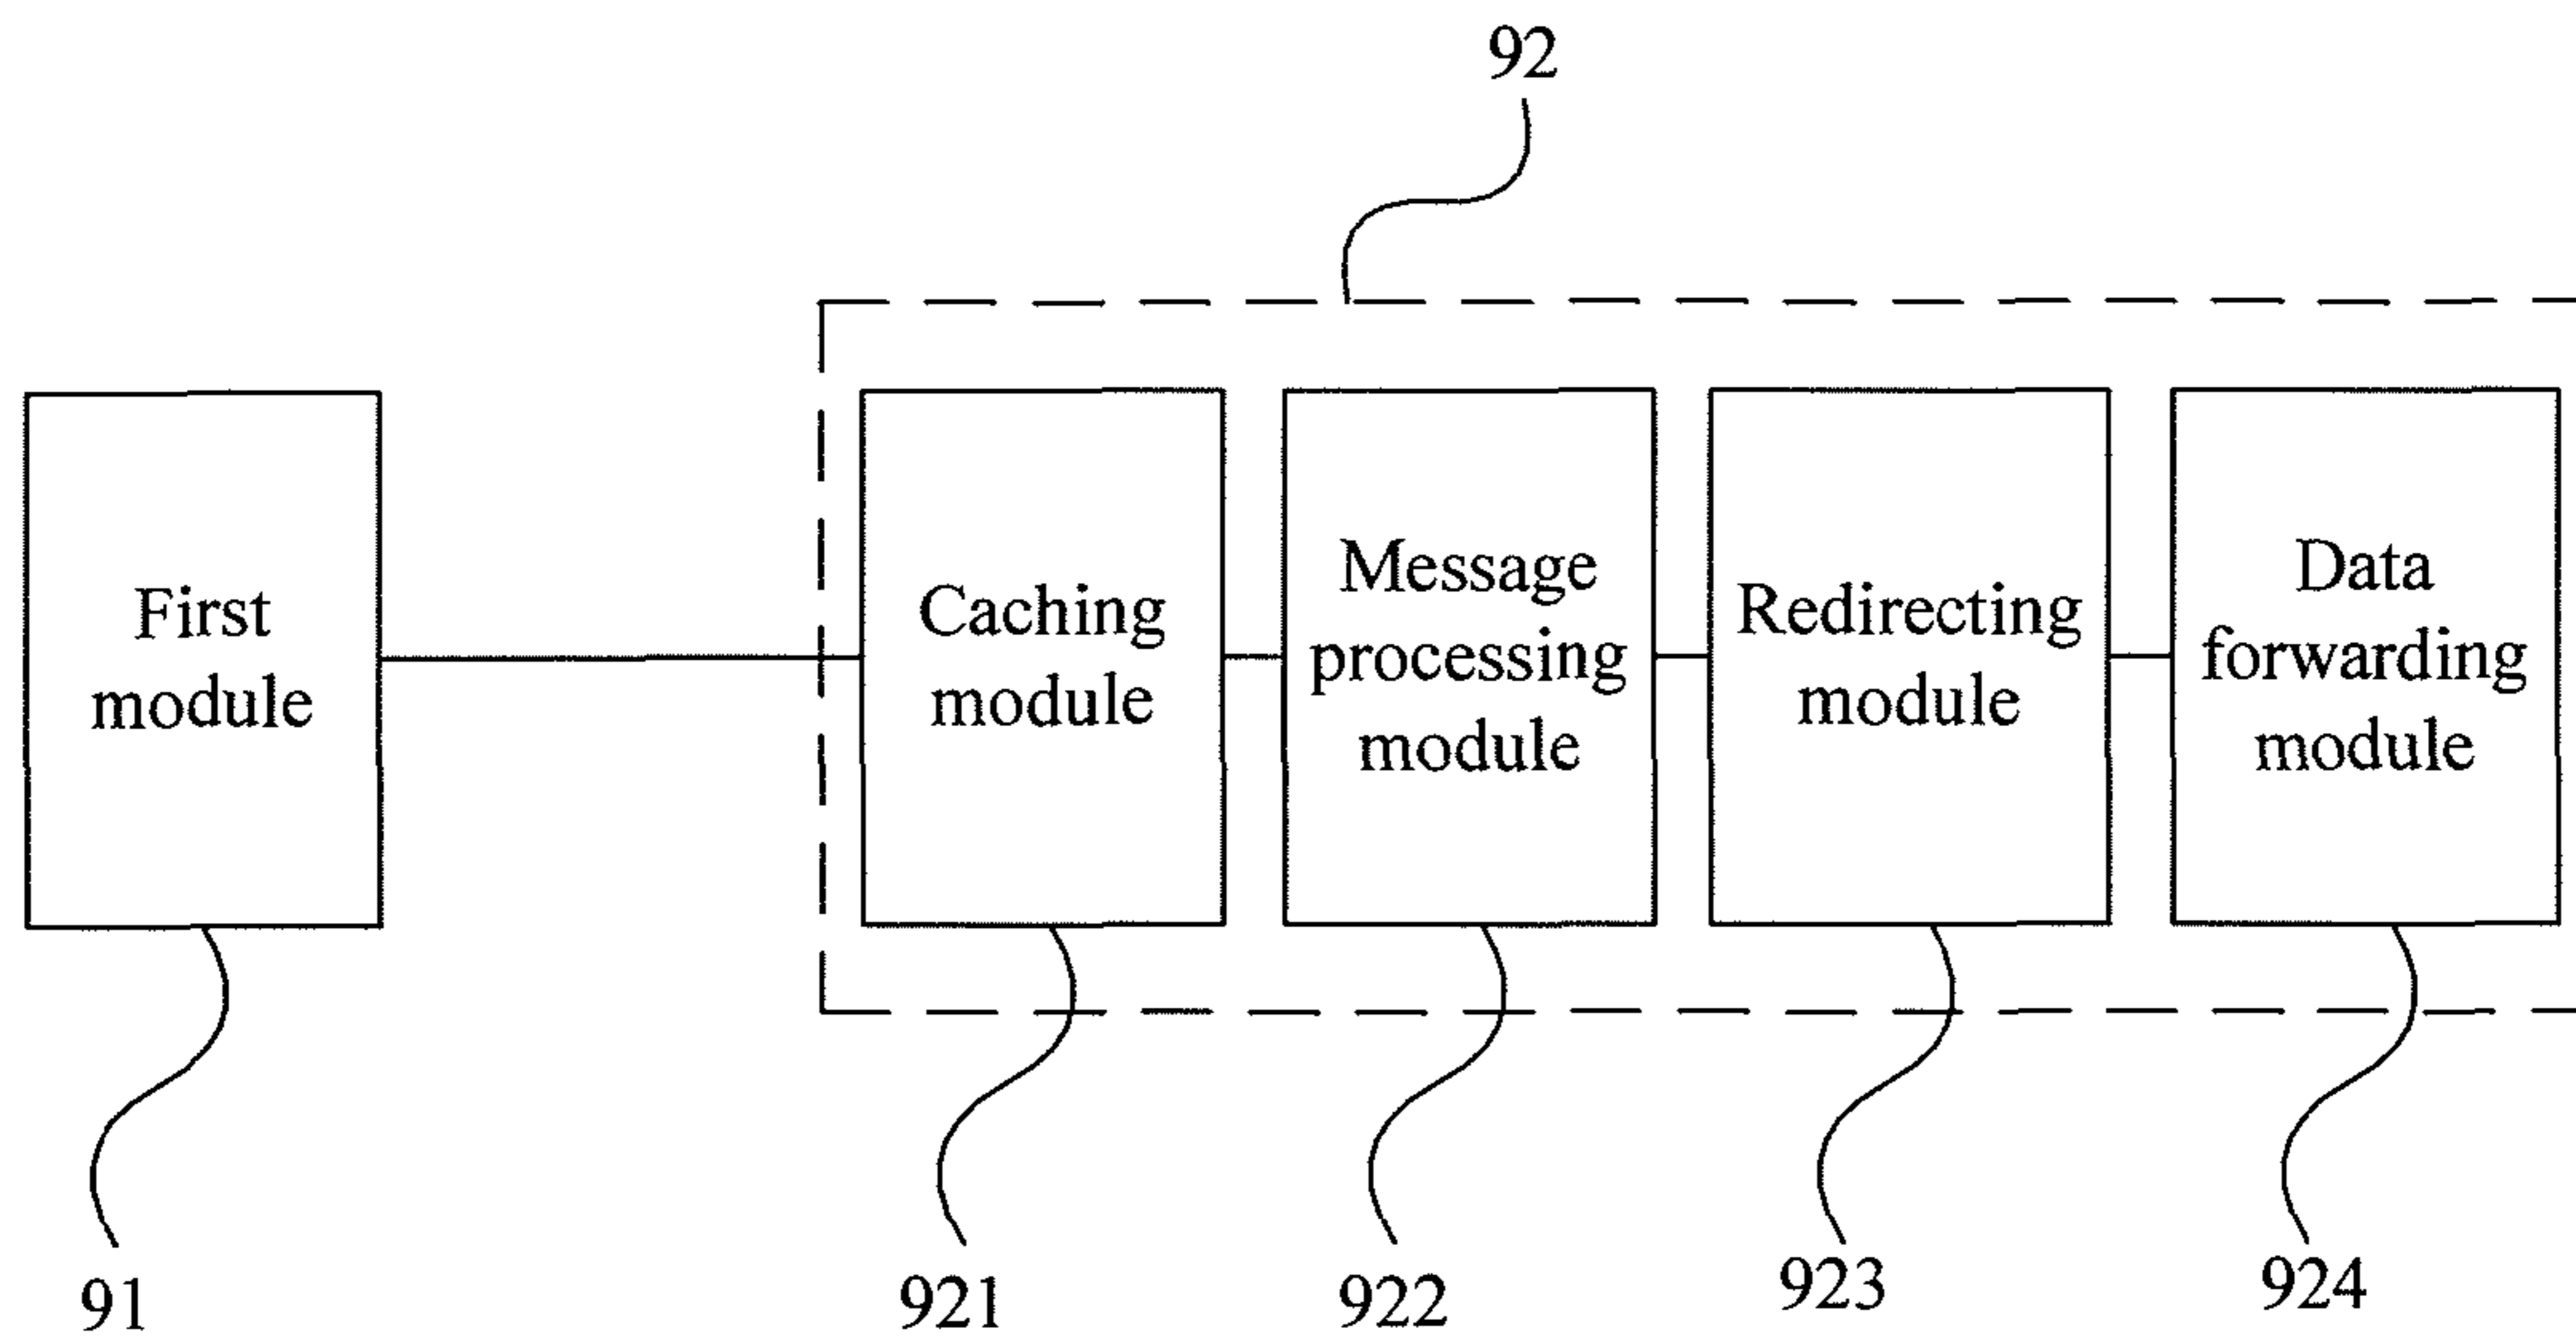 92
First
module
Caching
module
Message
processing
module
Redirecting
module
Data
forwarding
module
91
921
922
923
924